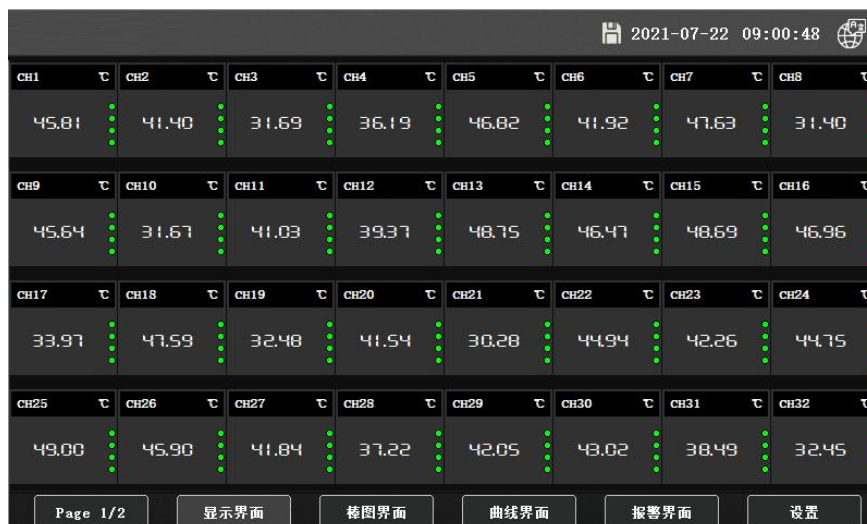 2021-07-22 09:00:48
CH1 ℃ CH2 ℃ CH3 ℃ CH4 ℃ CH5 ℃ CH6 ℃ CH7 ℃ CH8 ℃
45.81 41.40 31.69 36.19 46.82 41.92 47.63 31.40
CH9 ℃ CH10 ℃ CH11 ℃ CH12 ℃ CH13 ℃ CH14 ℃ CH15 ℃ CH16 ℃
45.64 31.67 41.03 39.37 48.75 46.47 48.69 46.96
CH17 ℃ CH18 ℃ CH19 ℃ CH20 ℃ CH21 ℃ CH22 ℃ CH23 ℃ CH24 ℃
33.97 47.59 32.48 41.54 30.28 44.94 42.26 44.75
CH25 ℃ CH26 ℃ CH27 ℃ CH28 ℃ CH29 ℃ CH30 ℃ CH31 ℃ CH32 ℃
49.00 45.90 41.84 37.22 42.05 43.02 38.49 32.45
Page 1/2 显示界面 棒图界面 曲线界面 报警界面 设置